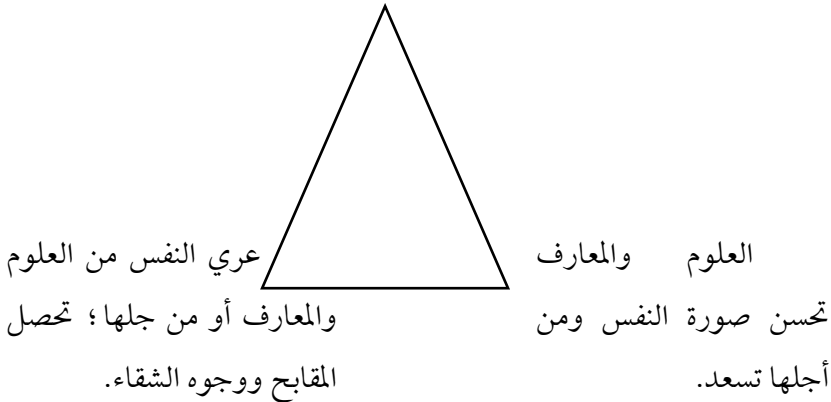 العلوم والمعارف
تحسن صورة النفس ومن
أجلها تسعد.
عري النفس من العلوم
والمعارف أو من جلها؛ تحصل
المقابح ووجوه الشقاء.